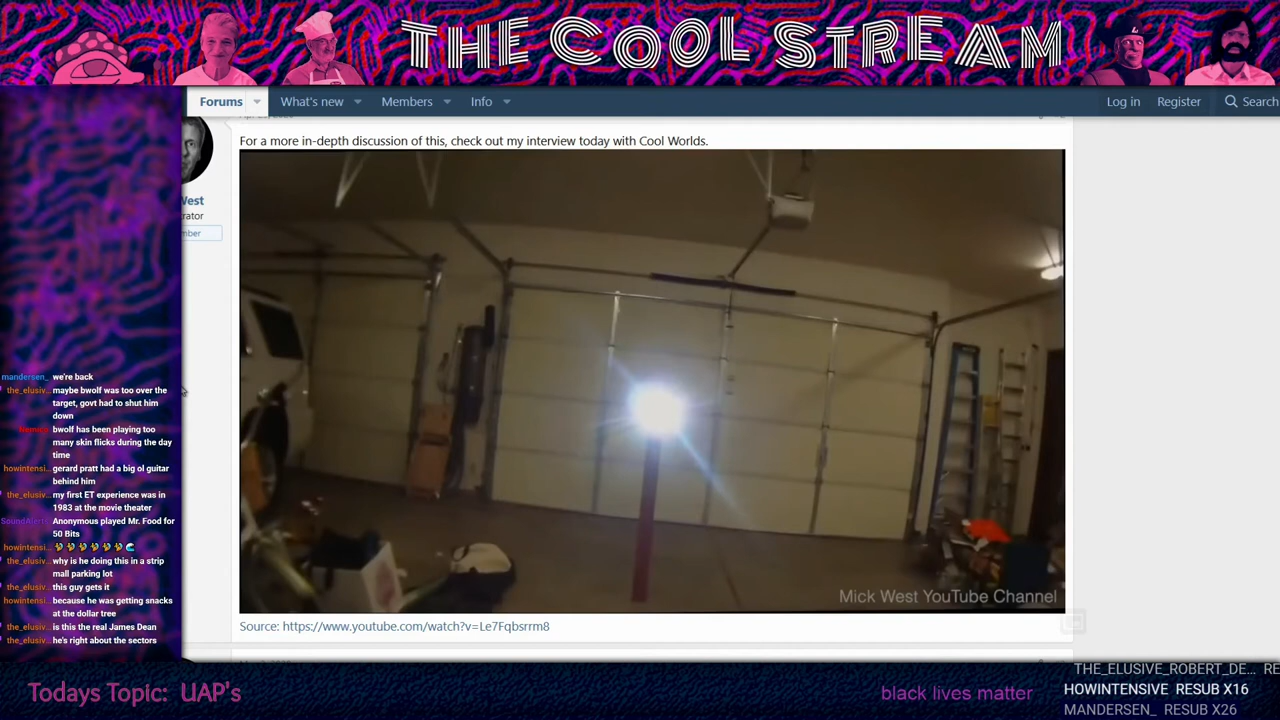 THE COOL STREAM
Forums
What's new
Members
Info
Log in
Register
Search
For a more in-depth discussion of this, check out my interview today with Cool Worlds.
West
Mick West YouTube Channel
Source: https://www.youtube.com/watch?v=Le7Fqbsrrm8
mandersen_ we're back
the_elusiv... maybe bwolf was too over the
target, govt had to shut him
down
bwolf has been playing too
many skin flicks during the day
time
howintensi... gerard pratt had a big ol guitar
behind him
the_elusiv... my first ET experience was in
1983 at the movie theater
SoundAlert Anonymous played Mr. Food for
50 Bits
howintensi...
the_elusiv... why is he doing this in a strip
mall parking lot
the_elusiv... this guy gets it
howintensi... because he was getting snacks
at the dollar tree
the_elusiv... is this the real James Dean
the_elusiv... he's right about the sectors
Todays Topic: UAP's
black lives matter
THE_ELUSIVE_ROBERT_DE... RE
HOWINTENSIVE RESUB X16
MANDERSEN_ RESUB X26